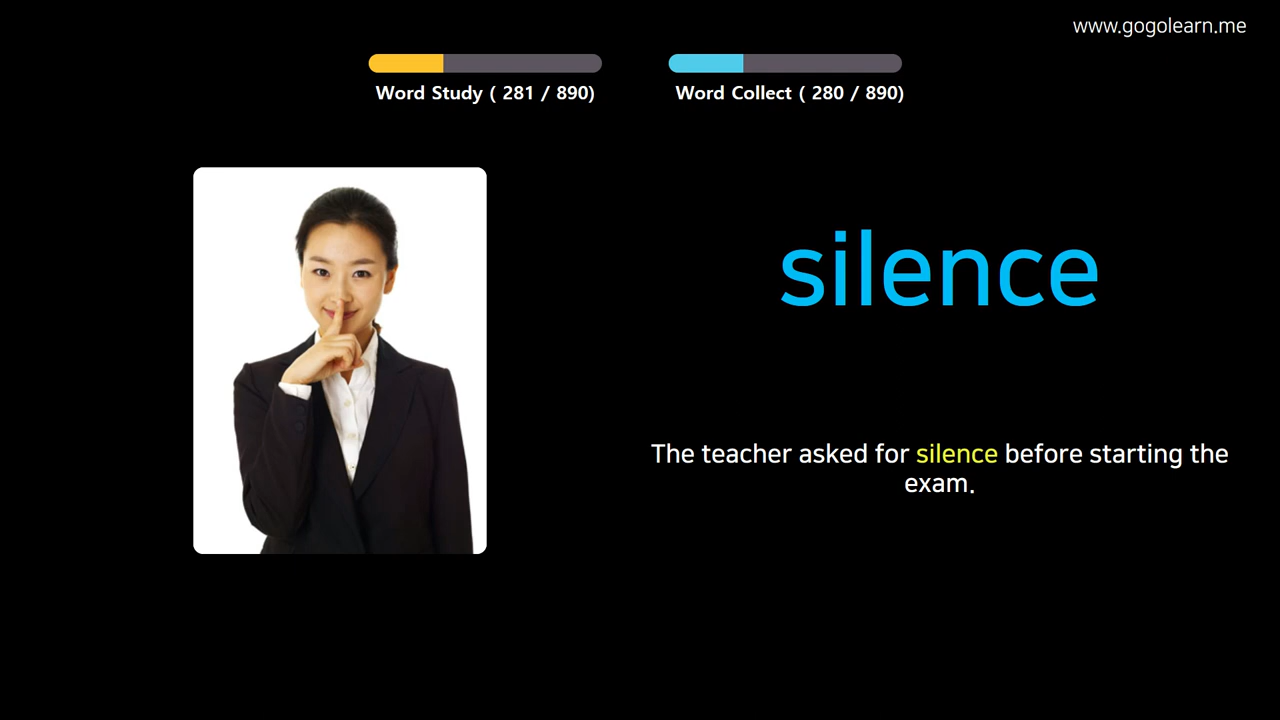 www.gogolearn.me
Word Study ( 281 / 890)
Word Collect ( 280 / 890)
silence
The teacher asked for silence before starting the
exam.